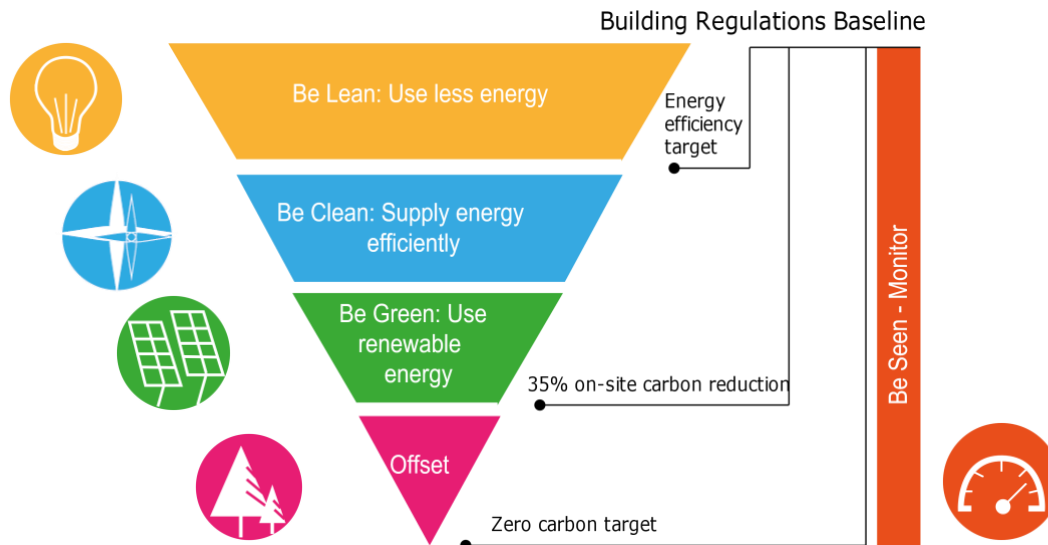 Building Regulations Baseline
Be Lean: Use less energy
Energy
efficiency
target
Be Clean: Supply energy
efficiently
Be Green: Use
renewable
energy
35% on-site carbon reduction
Offset
Zero carbon target
Be Seen - Monitor